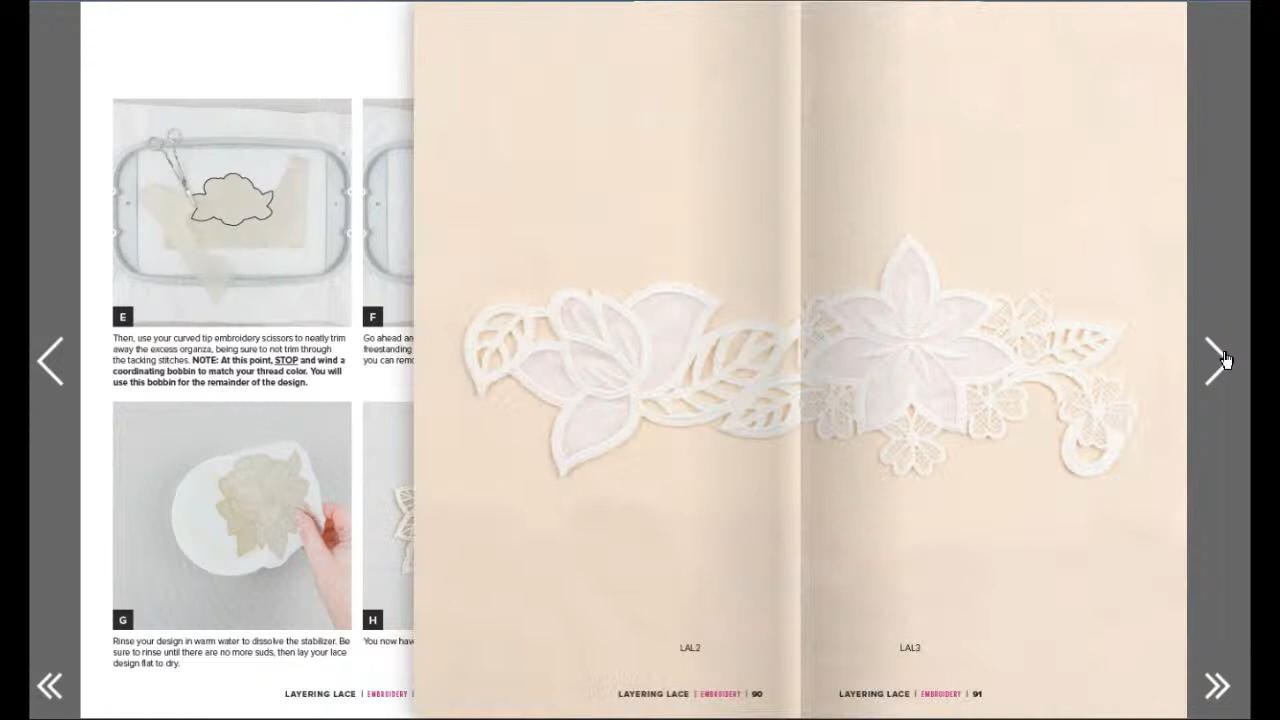 E
Then, use your curved tip embroidery scissors to neatly trim
away the excess organza, being sure to not trim through
the tacking stitches. NOTE: At this point, STOP and wind a
coordinating bobbin to match your thread color. You will
use this bobbin for the remainder of the design.
F
Go ahead an
freestanding
you can remo
G
Rinse your design in warm water to dissolve the stabilizer. Be
sure to rinse until there are no more suds, then lay your lace
design flat to dry.
H
You now have
LAYERING LACE | EMBROIDERY |
LAL2
LAYERING LACE | EMBROIDERY | 90
LAL3
LAYERING LACE | EMBROIDERY | 91